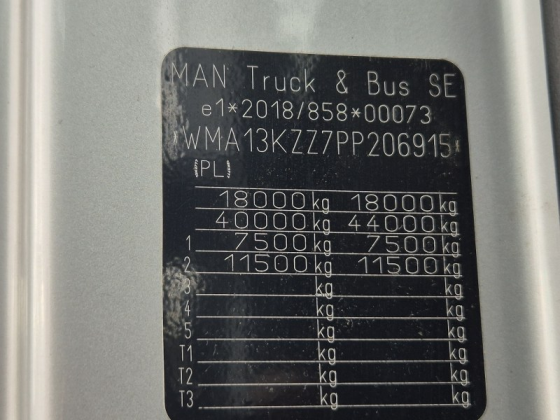 MAN Truck & Bus SE
e1*2018/858*00073
*WMA13KZZ7PP206915*
(PL)
18000 kg 18000 kg
40000 kg 44000 kg
1 7500 kg 7500 kg
2 11500 kg 11500 kg
3 kg kg
4 kg kg
5 kg kg
T1 kg kg
T2 kg kg
T3 kg kg